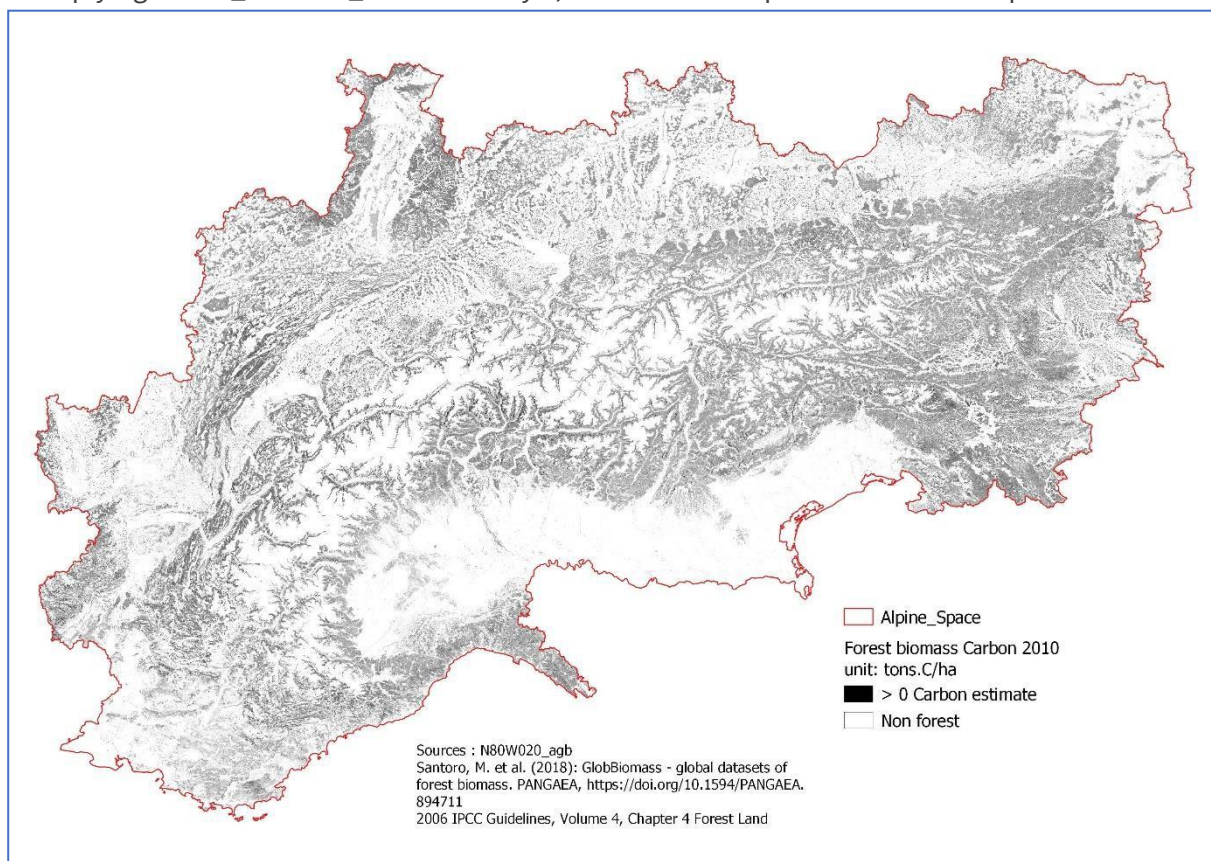 Alpine_Space
Forest biomass Carbon 2010
unit: tons.C/ha
> 0 Carbon estimate
Non forest
Sources : N80W020_agb
Santoro, M. et al. (2018): GlobBiomass - global datasets of
forest biomass. PANGAEA, https://doi.org/10.1594/PANGAEA.
894711
2006 IPCC Guidelines, Volume 4, Chapter 4 Forest Land